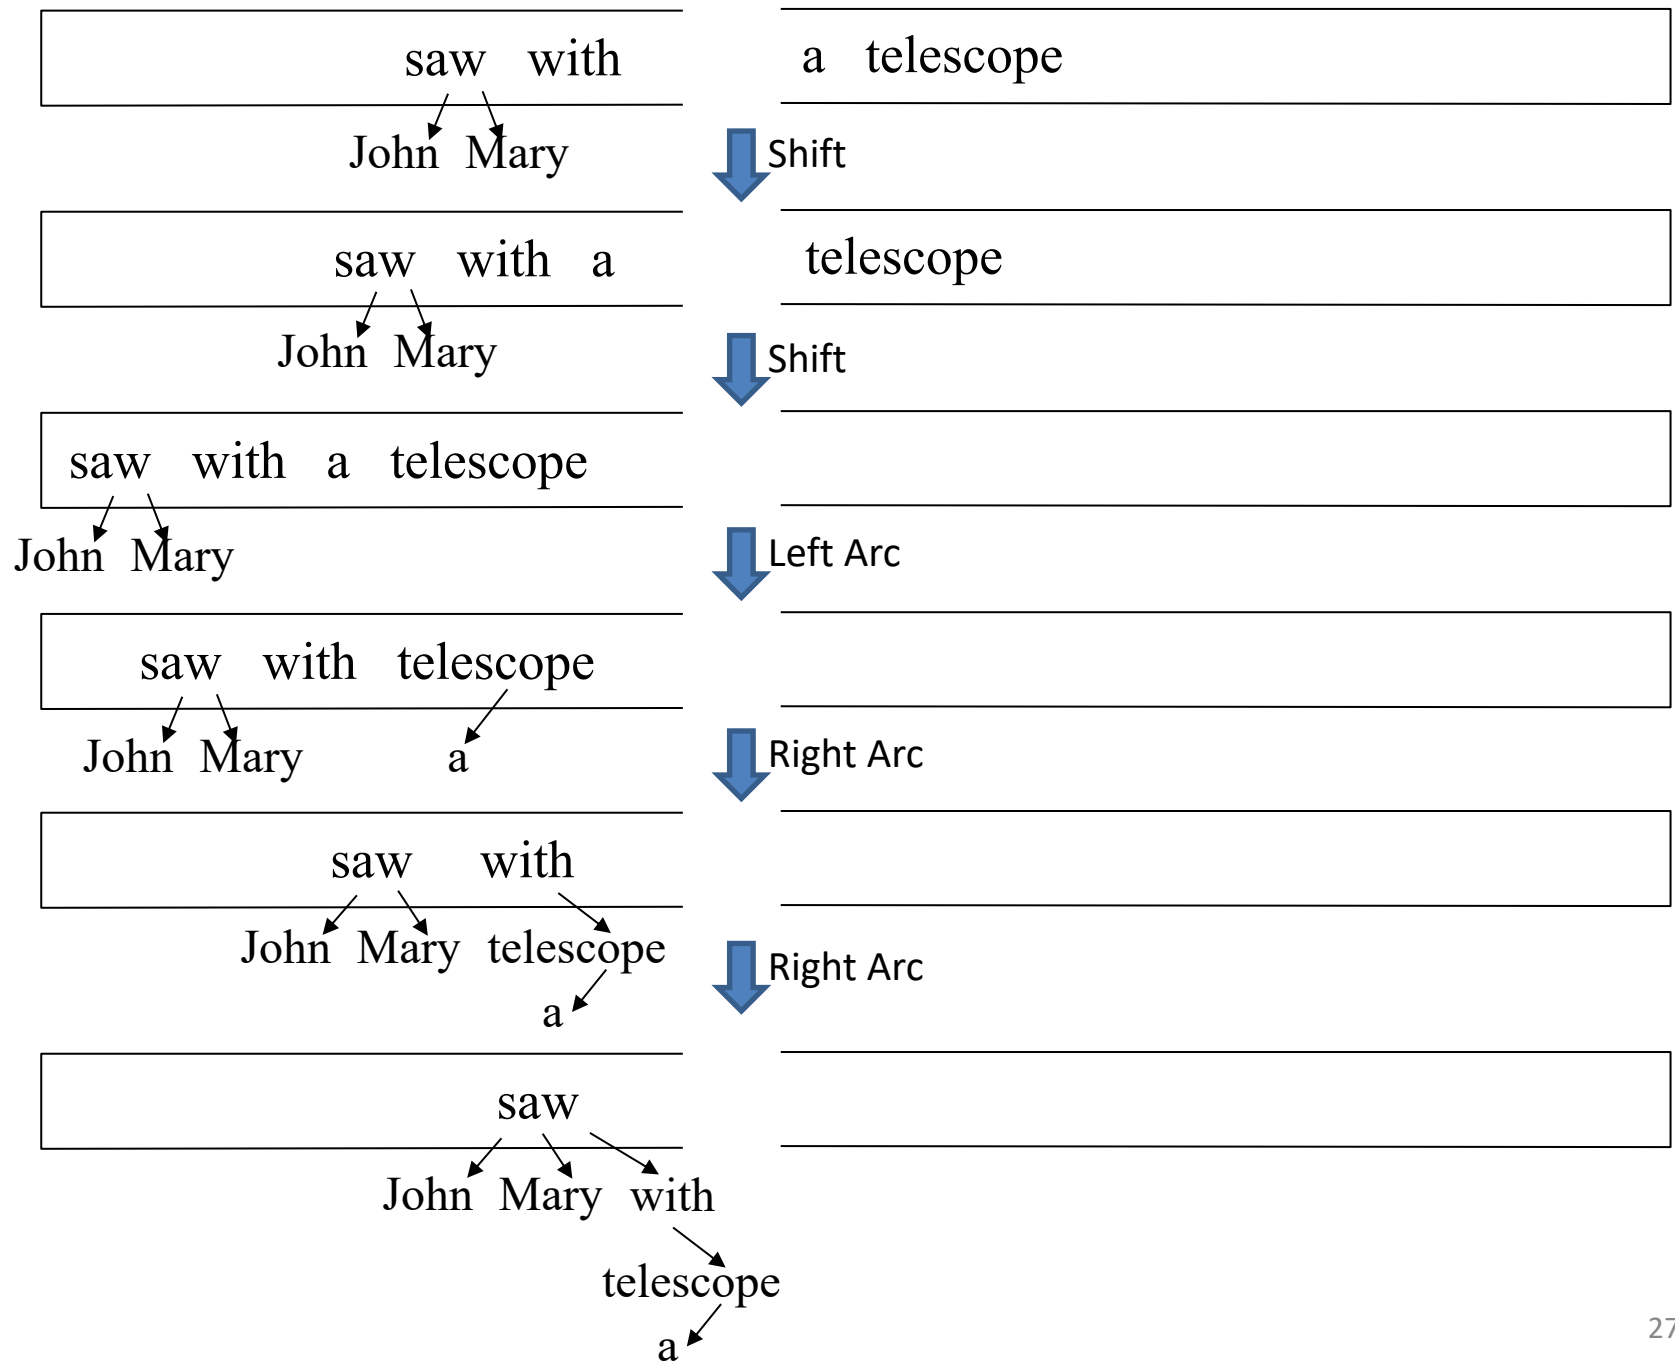 saw with a telescope
John Mary
Shift
saw with a telescope
John Mary
Shift
saw with a telescope
John Mary
Left Arc
saw with telescope
John Mary a
Right Arc
saw with
John Mary telescope
Right Arc
a
saw
John Mary with
telescope
a
27